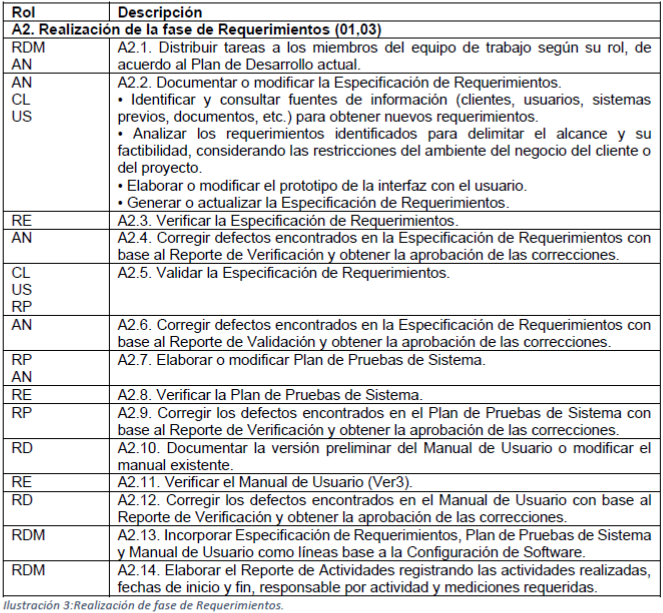 Rol Descripción
A2. Realización de la fase de Requerimientos (01,03)
RDM A2.1. Distribuir tareas a los miembros del equipo de trabajo según su rol, de
AN acuerdo al Plan de Desarrollo actual.
AN A2.2. Documentar o modificar la Especificación de Requerimientos.
CL • Identificar y consultar fuentes de información (clientes, usuarios, sistemas
US previos, documentos, etc.) para obtener nuevos requerimientos.
• Analizar los requerimientos identificados para delimitar el alcance y su
factibilidad, considerando las restricciones del ambiente del negocio del cliente o
del proyecto.
• Elaborar o modificar el prototipo de la interfaz con el usuario.
• Generar o actualizar la Especificación de Requerimientos.
RE A2.3. Verificar la Especificación de Requerimientos.
AN A2.4. Corregir defectos encontrados en la Especificación de Requerimientos con
base al Reporte de Verificación y obtener la aprobación de las correcciones.
CL A2.5. Validar la Especificación de Requerimientos.
US
RP
AN A2.6. Corregir defectos encontrados en la Especificación de Requerimientos con
base al Reporte de Validación y obtener la aprobación de las correcciones.
RP A2.7. Elaborar o modificar Plan de Pruebas de Sistema.
AN
RE A2.8. Verificar la Plan de Pruebas de Sistema.
RP A2.9. Corregir los defectos encontrados en el Plan de Pruebas de Sistema con
base al Reporte de Verificación y obtener la aprobación de las correcciones.
RD A2.10. Documentar la versión preliminar del Manual de Usuario o modificar el
manual existente.
RE A2.11. Verificar el Manual de Usuario (Ver3).
RD A2.12. Corregir los defectos encontrados en el Manual de Usuario con base al
Reporte de Verificación y obtener la aprobación de las correcciones.
RDM A2.13. Incorporar Especificación de Requerimientos, Plan de Pruebas de Sistema
y Manual de Usuario como líneas base a la Configuración de Software.
RDM A2.14. Elaborar el Reporte de Actividades registrando las actividades realizadas,
fechas de inicio y fin, responsable por actividad y mediciones requeridas.
Ilustración 3:Realización de fase de Requerimientos.